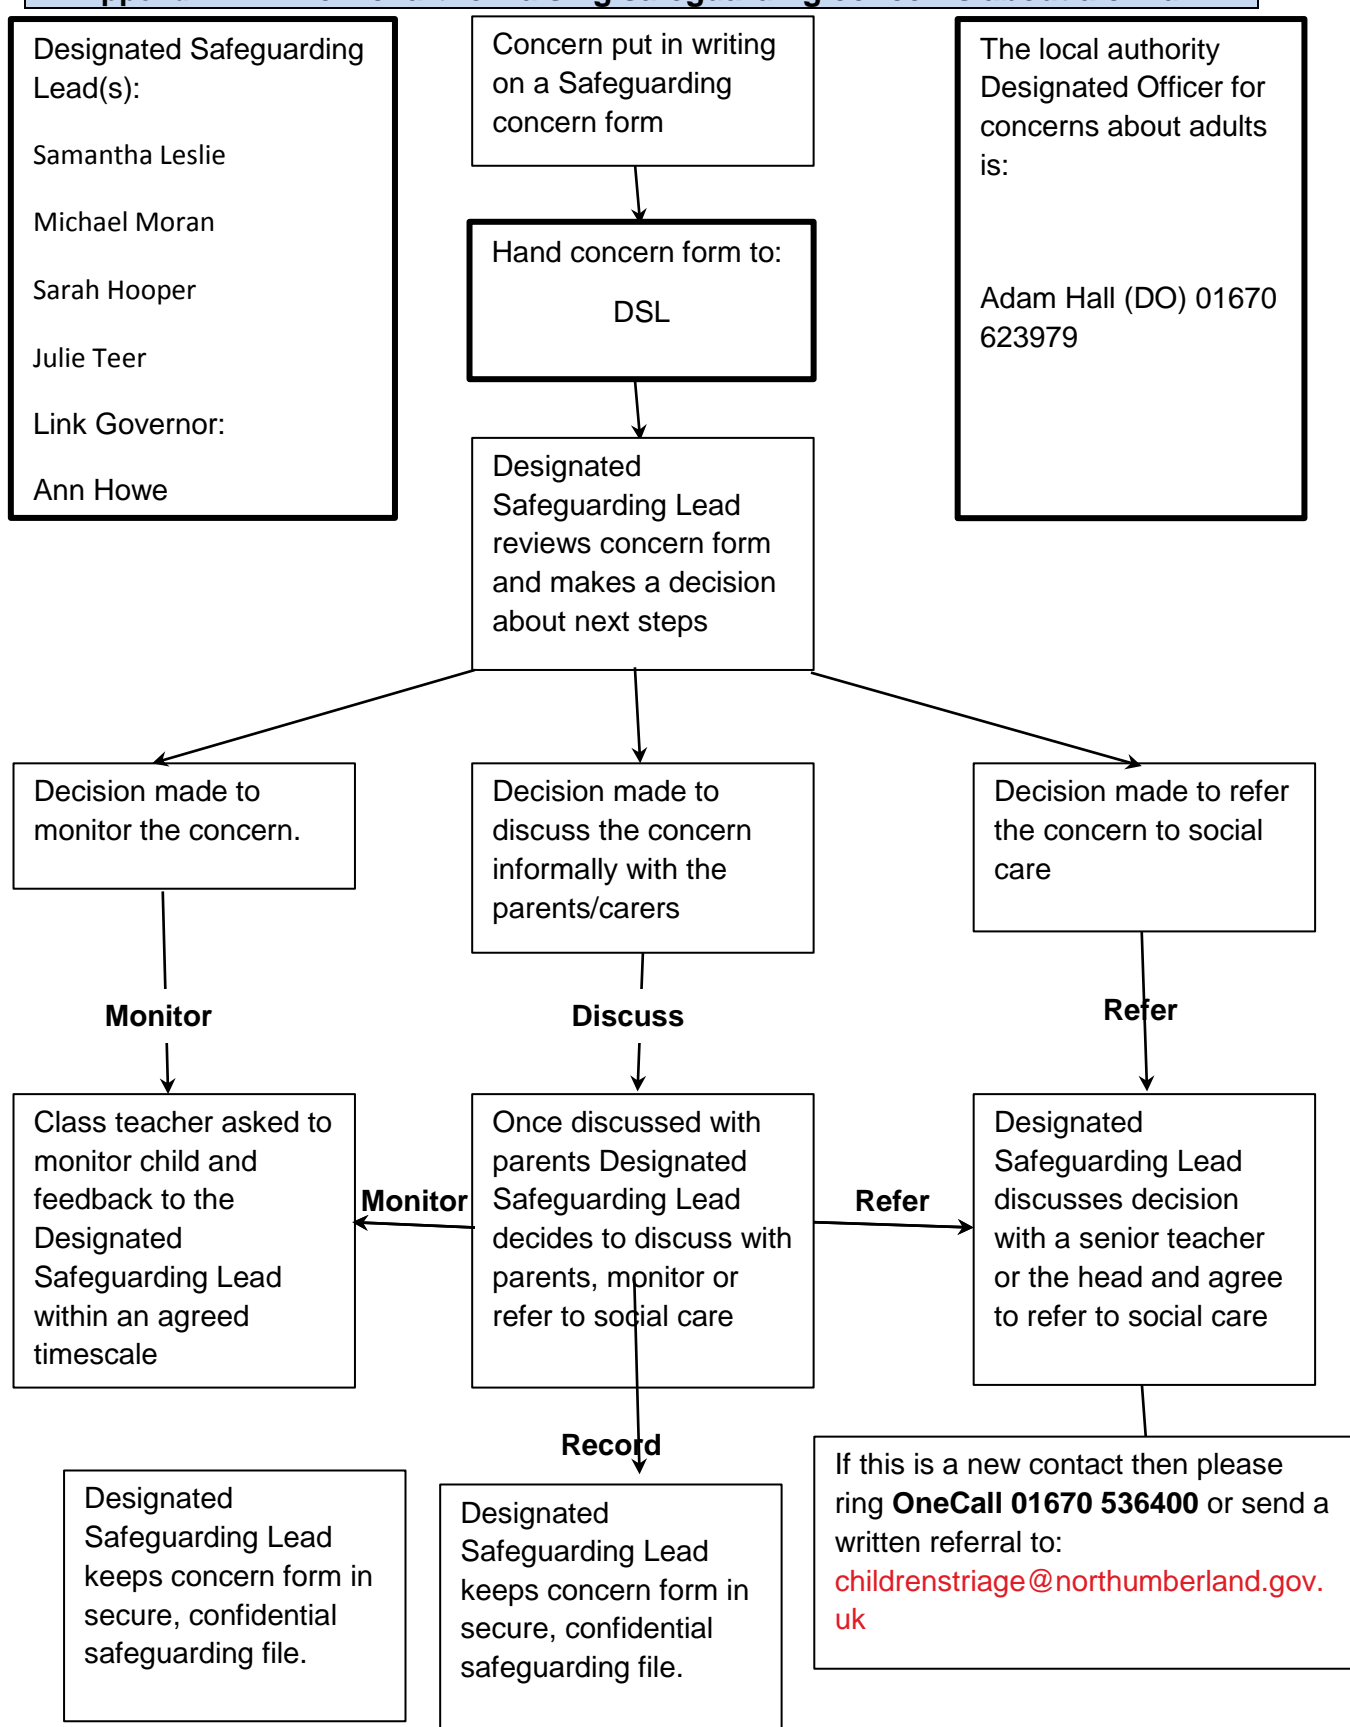 Designated Safeguarding
Lead(s):
Samantha Leslie
Michael Moran
Sarah Hooper
Julie Teer
Link Governor:
Ann Howe
Concern put in writing
on a Safeguarding
concern form
The local authority
Designated Officer for
concerns about adults
is:
Adam Hall (DO) 01670
623979
Hand concern form to:
DSL
Designated
Safeguarding Lead
reviews concern form
and makes a decision
about next steps
Decision made to
monitor the concern.
Decision made to
discuss the concern
informally with the
parents/carers
Decision made to refer
the concern to social
care
Monitor
Discuss
Refer
Class teacher asked to
monitor child and
feedback to the
Designated
Safeguarding Lead
within an agreed
timescale
Monitor
Once discussed with
parents Designated
Safeguarding Lead
decides to discuss with
parents, monitor or
refer to social care
Refer
Designated
Safeguarding Lead
discusses decision
with a senior teacher
or the head and agree
to refer to social care
Record
Designated
Safeguarding Lead
keeps concern form in
secure, confidential
safeguarding file.
Designated
Safeguarding Lead
keeps concern form in
secure, confidential
safeguarding file.
If this is a new contact then please
ring OneCall 01670 536400 or send a
written referral to:
childrenstriage@northumberland.gov.
uk